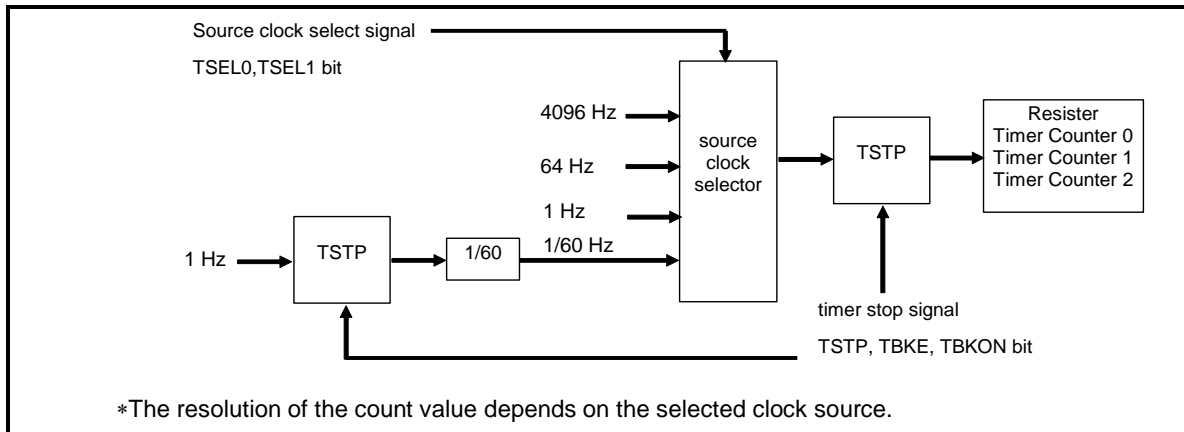 Source clock select signal
TSEL0,TSEL1 bit
4096 Hz
64 Hz
1 Hz
1/60 Hz
source
clock
selector
TSTP
Resister
Timer Counter 0
Timer Counter 1
Timer Counter 2
1 Hz
TSTP
1/60
timer stop signal
TSTP, TBKE, TBKON bit
*The resolution of the count value depends on the selected clock source.